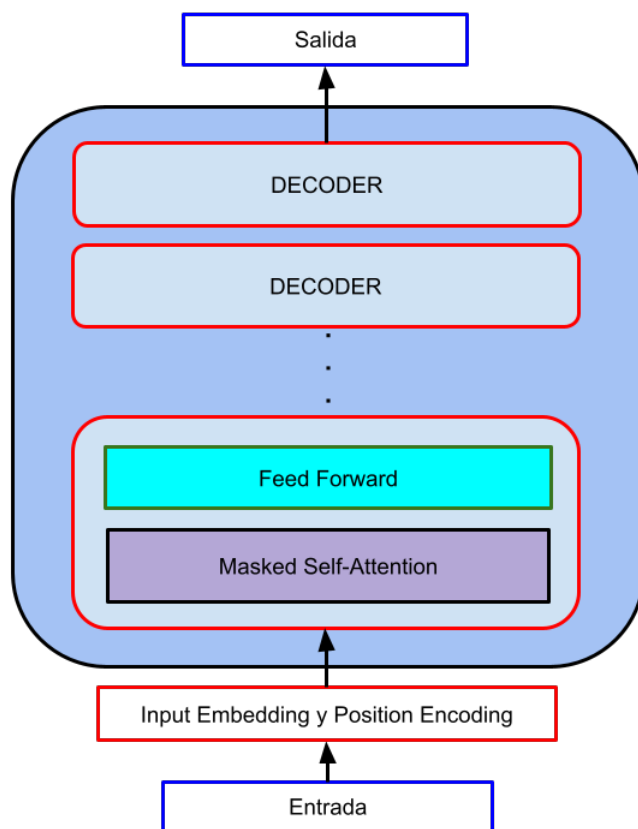 Salida
DECODER
DECODER
.
.
.
Feed Forward
Masked Self-Attention
Input Embedding y Position Encoding
Entrada